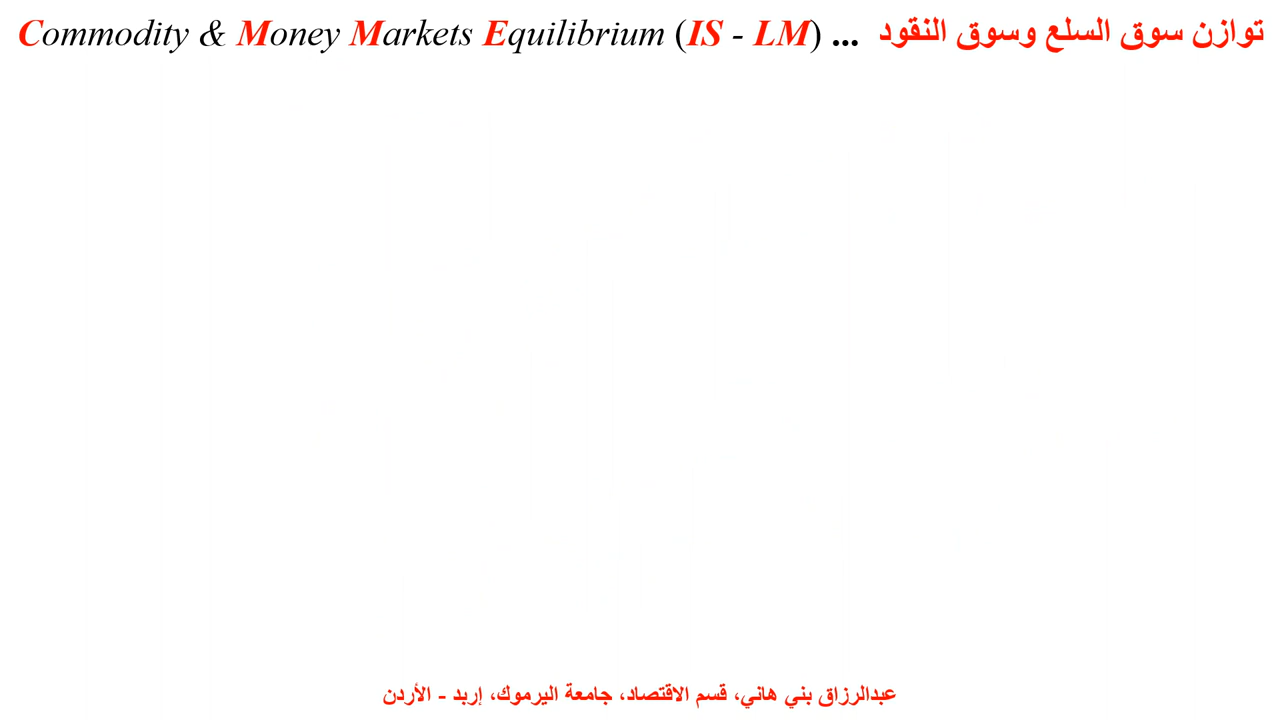 Commodity & Money Markets Equilibrium (IS - LM) ... توازن سوق السلع وسوق النقود
عبدالرزاق بني هاني، قسم الاقتصاد، جامعة اليرموك، إربد - الأردن